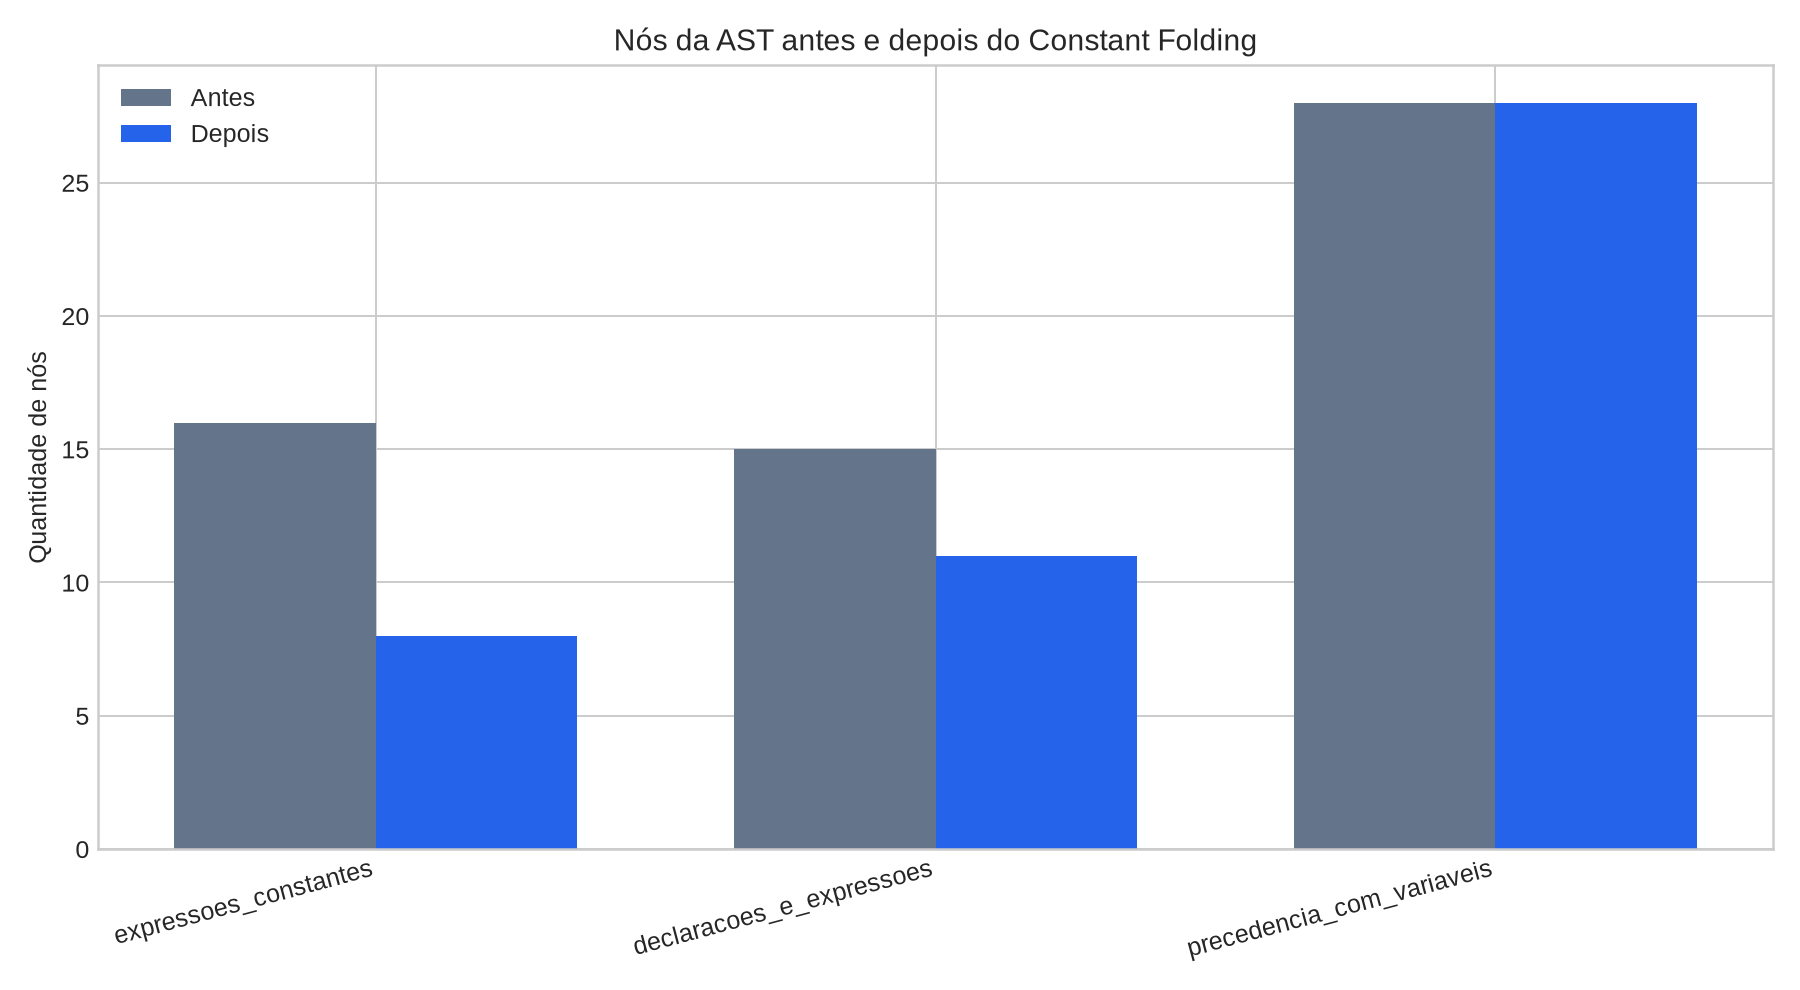 Nós da AST antes e depois do Constant Folding
Antes
Depois
Quantidade de nós
25
20
15
10
5
0
expressoes_constantes
declaracoes_e_expressoes
precedencia_com_variaveis